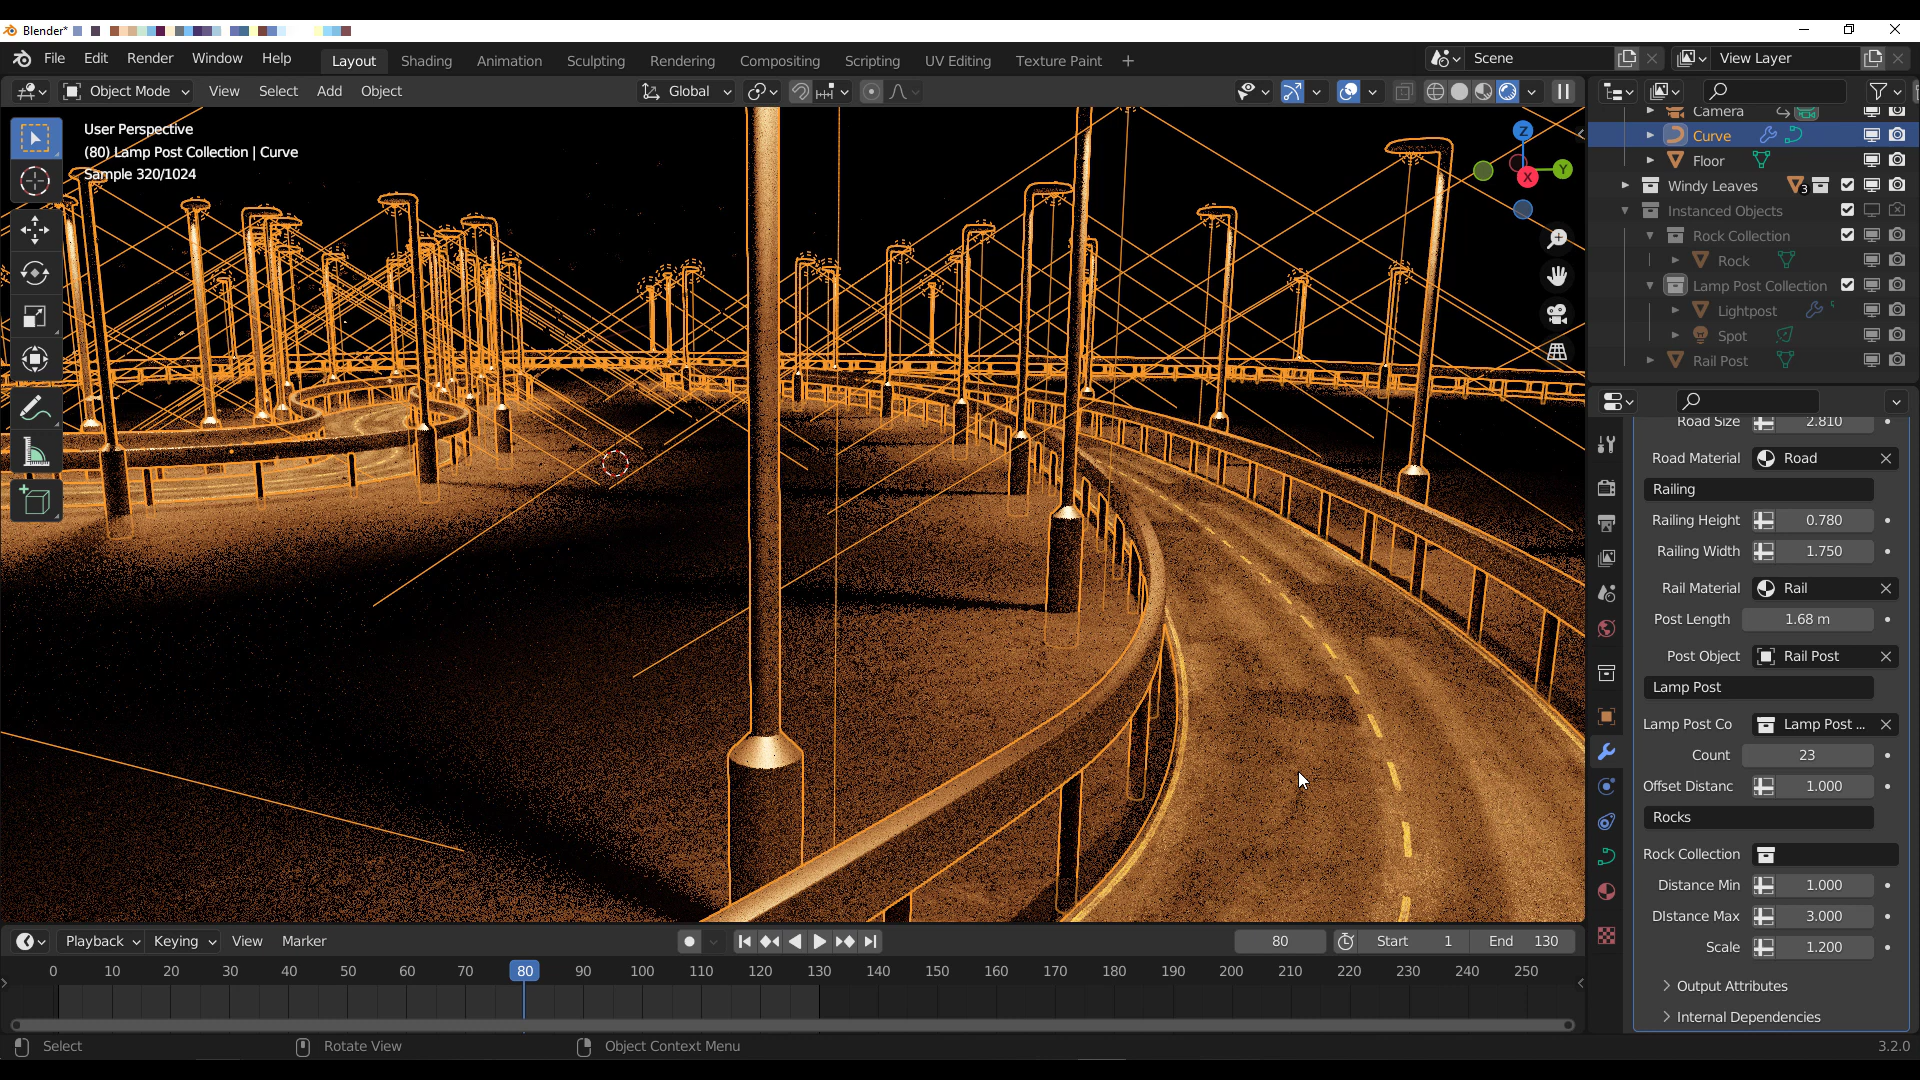 Blender*
File Edit Render Window Help
Layout Shading Animation Sculpting Rendering Compositing Scripting UV Editing Texture Paint +
Scene
View Layer
Object Mode View Select Add Object
Global
User Perspective
(80) Lamp Post Collection | Curve
Sample 320/1024
Z
Y
X
Camera
Curve
Floor
Windy Leaves 3
Instanced Objects
Rock Collection
Rock
Lamp Post Collection
Lightpost
Spot
Rail Post
Road Size 2.810
Road Material Road
Railing
Railing Height 0.780
Railing Width 1.750
Rail Material Rail
Post Length 1.68 m
Post Object Rail Post
Lamp Post
Lamp Post Co Lamp Post ...
Count 23
Offset Distanc 1.000
Rocks
Rock Collection
Distance Min 1.000
DIstance Max 3.000
Scale 1.200
Output Attributes
Internal Dependencies
Playback Keying View Marker
80 Start 1 End 130
0 10 20 30 40 50 60 70 80 90 100 110 120 130 140 150 160 170 180 190 200 210 220 230 240 250
Select Rotate View Object Context Menu 3.2.0